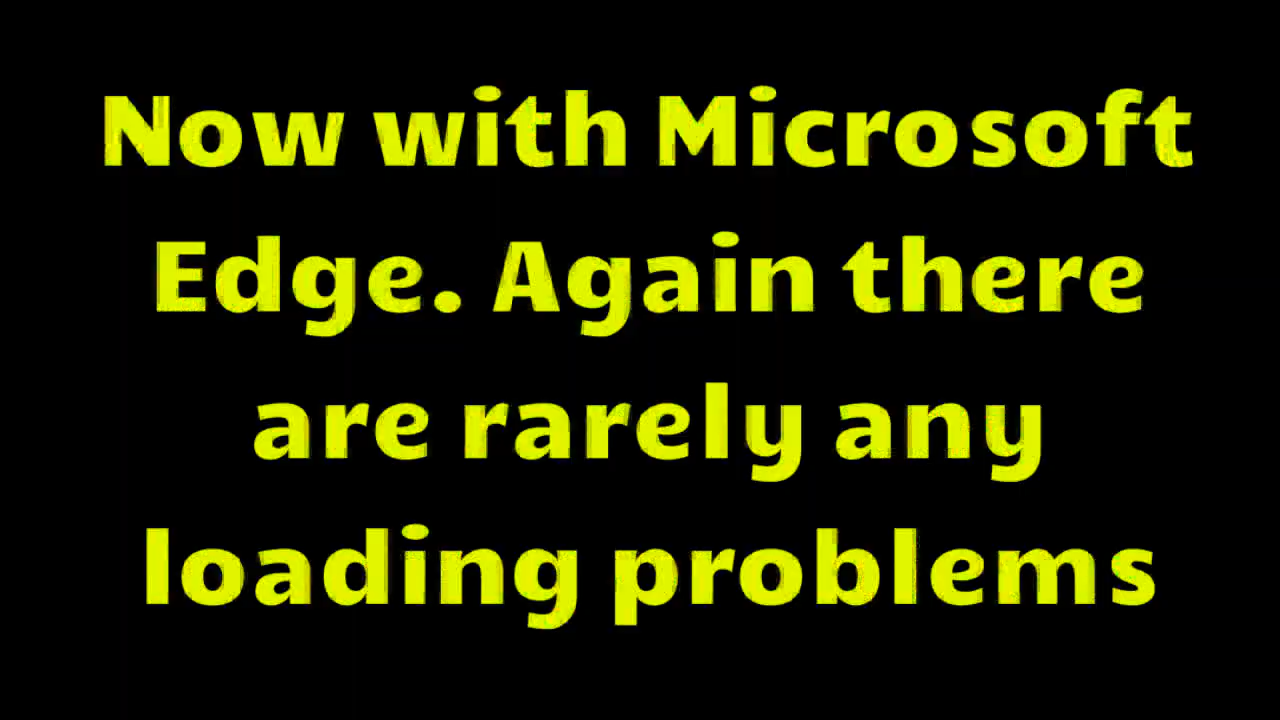 Now with Microsoft
Edge. Again there
are rarely any
loading problems